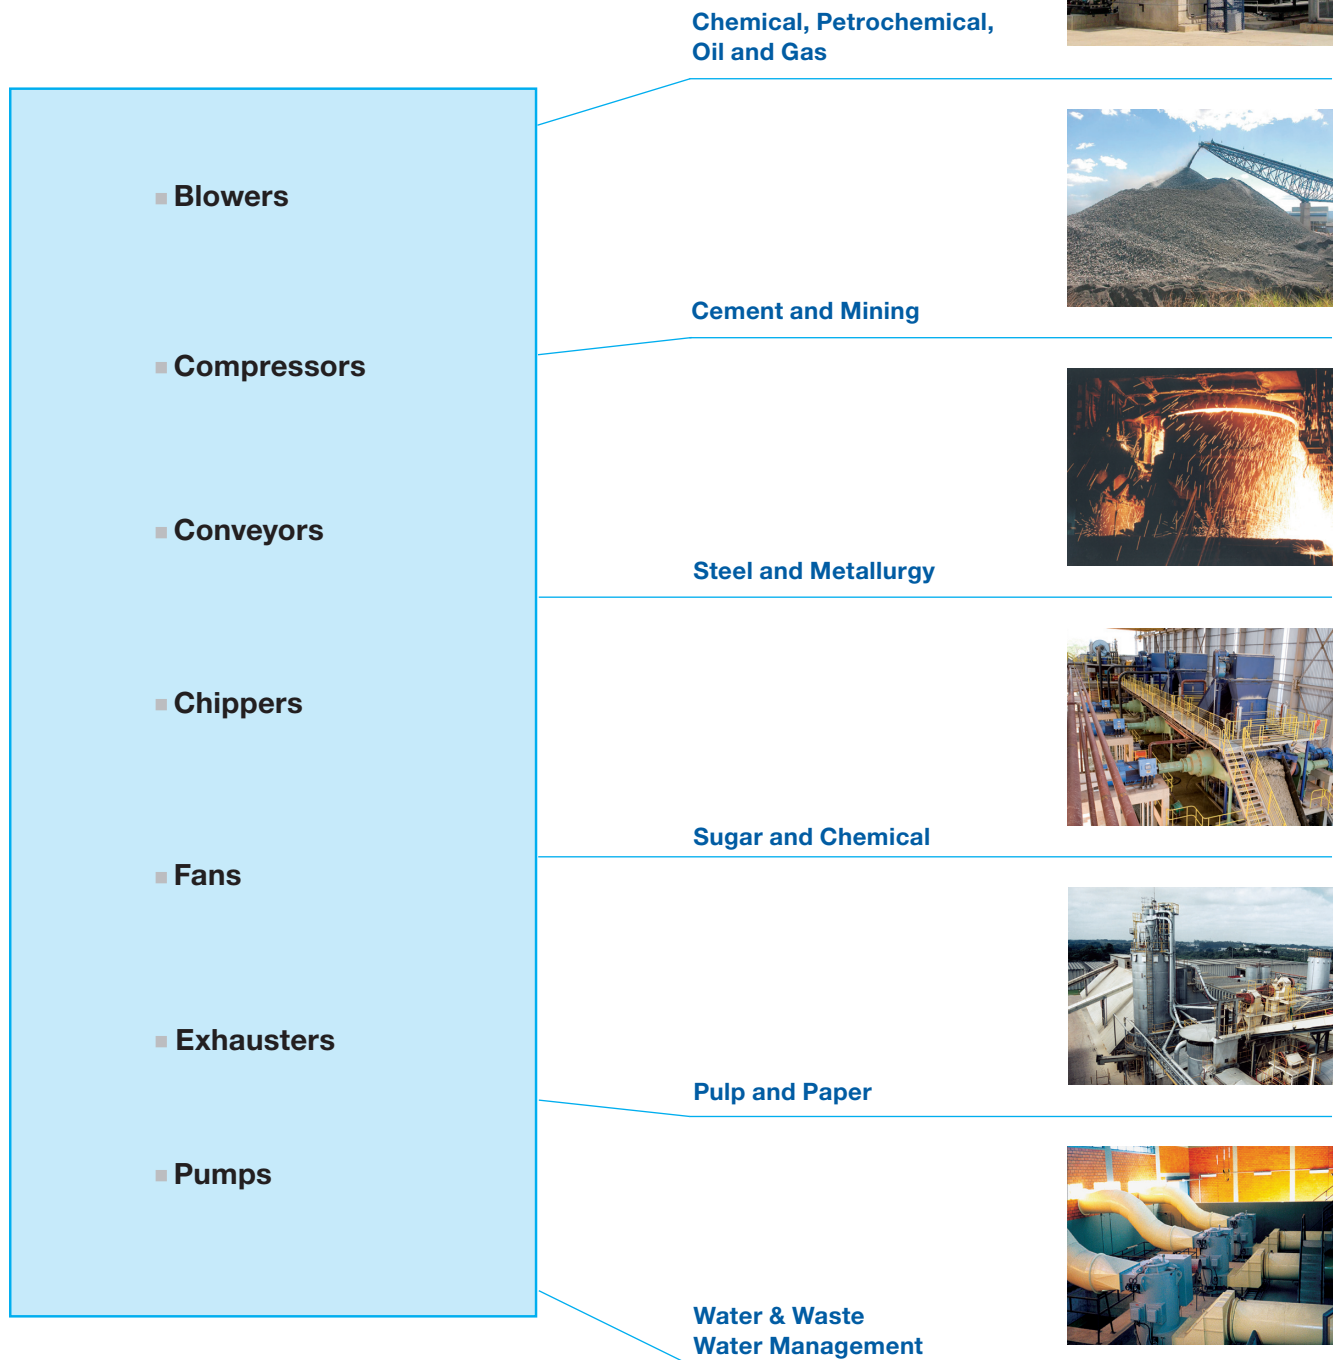 Chemical, Petrochemical,
Oil and Gas
Blowers
Cement and Mining
Compressors
Conveyors
Steel and Metallurgy
Chippers
Sugar and Chemical
Fans
Exhausters
Pulp and Paper
Pumps
Water & Waste
Water Management